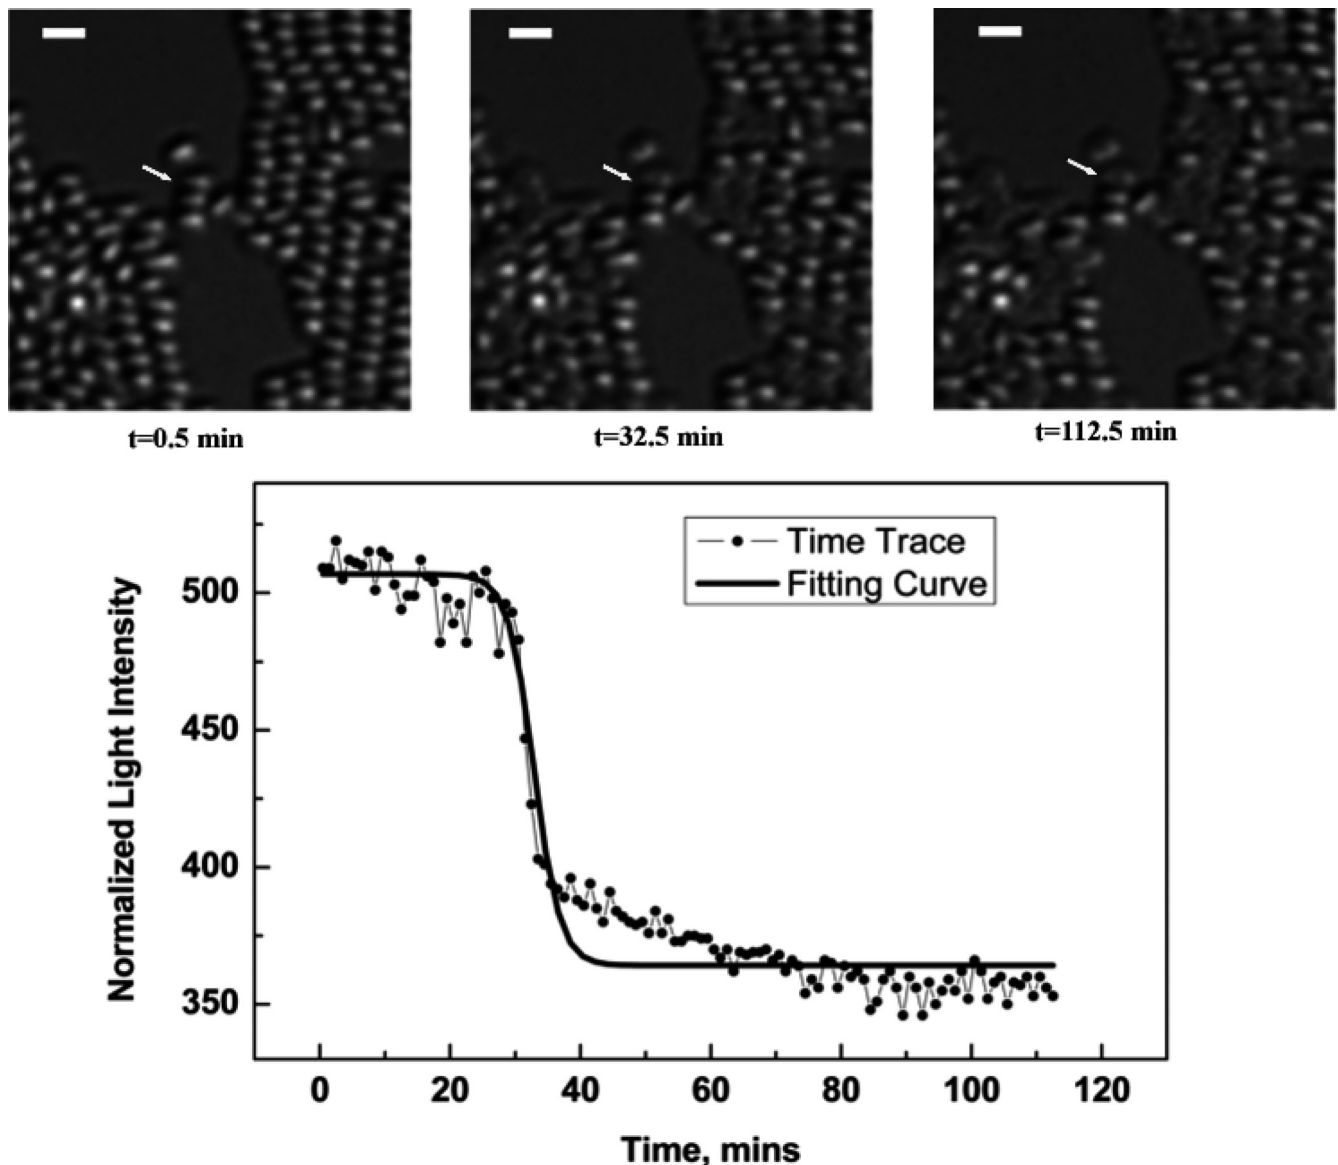 t=0.5 min
t=32.5 min
t=112.5 min
Time Trace
Fitting Curve
Normalized Light Intensity
500
450
400
350
0 20 40 60 80 100 120
Time, mins